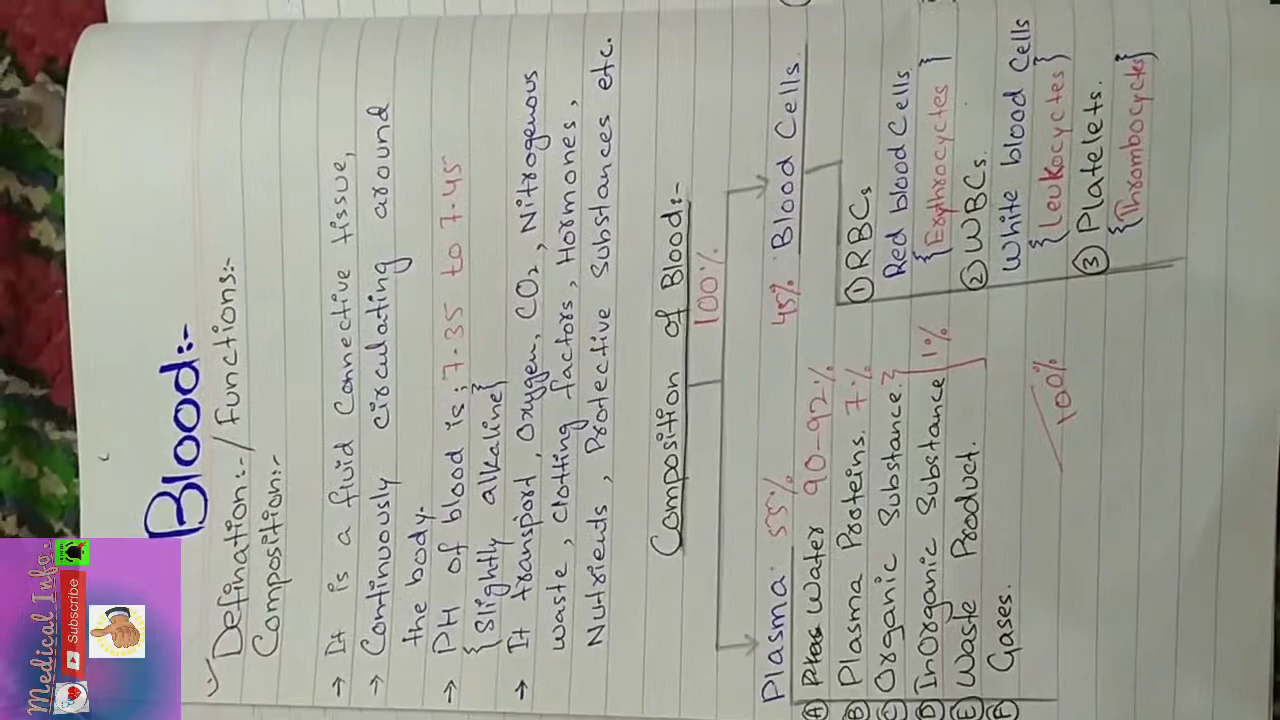 Blood:-
Defination:-/functions:-
Composition:-
→ It is a fluid Connective tissue,
→ Continuously circulating around
the body.
→ PH of blood is; 7.35 to 7.45
{Slightly alkaline}
→ It transport, Oxygen, CO2, Nitrogenous
waste, Clotting factors, Hormones,
Nutriends, Protective Substances etc.
Composition of Blood:-
100%
Plasma 55%
A Water 90-92%
B Plasma Proteins. 7%
C Organic Substance.}
D InOrganic Substance 1%
E Waste Product.
F Gases.
100%
45% Blood Cells.
1 RBCs
Red blood Cells.
{Erythrocytes}
2 WBCs.
White blood Cells
{Leukocytes}
3 Platelets.
{Thrombocytes}
Medical Info:
Subscribe